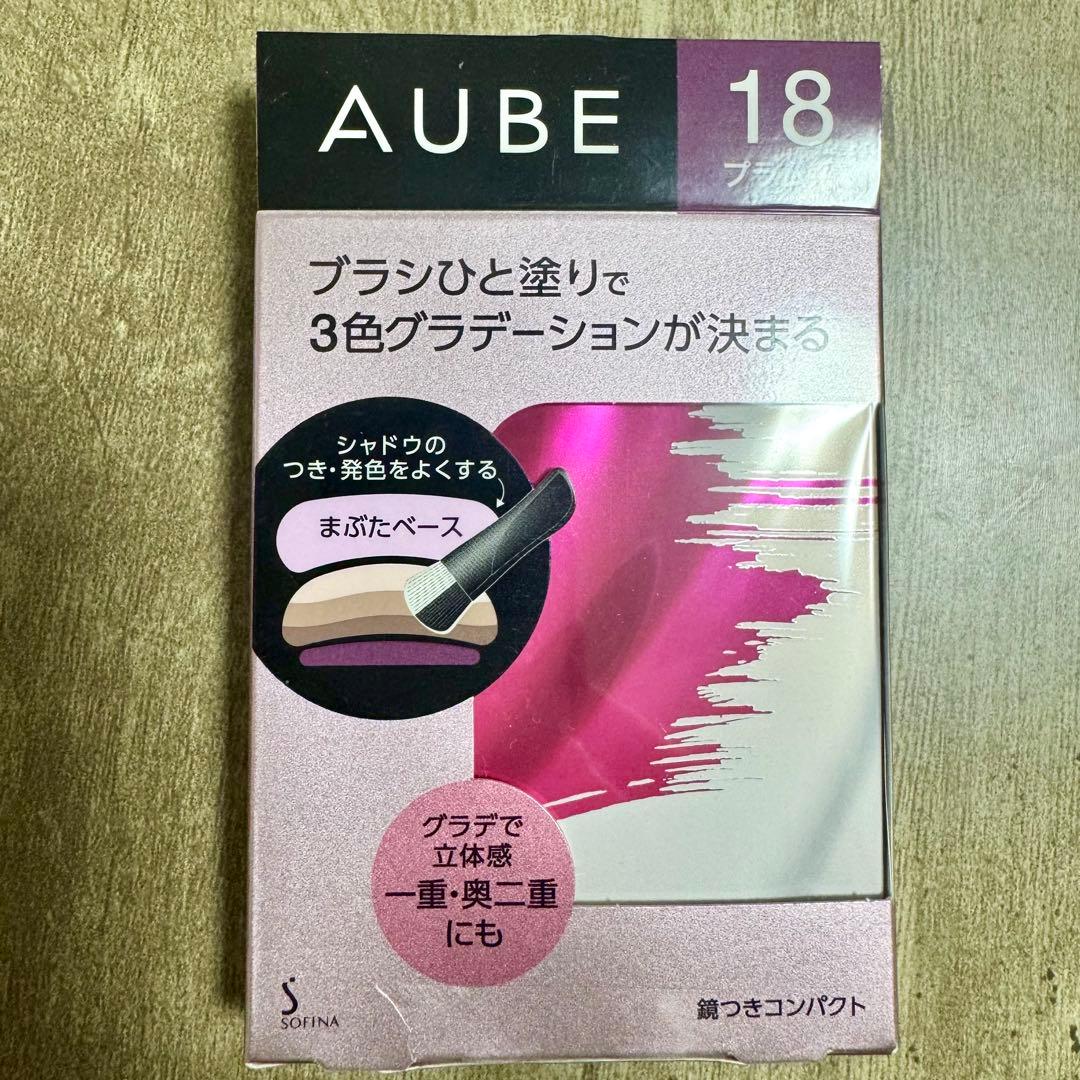 AUBE
18
ブラシひと塗りで
3色グラデーションが決まる
シャドウの
つき・発色をよくする
まぶたベース
グラデで
立体感
一重・奥二重
にも
SOFINA
鏡つきコンパクト